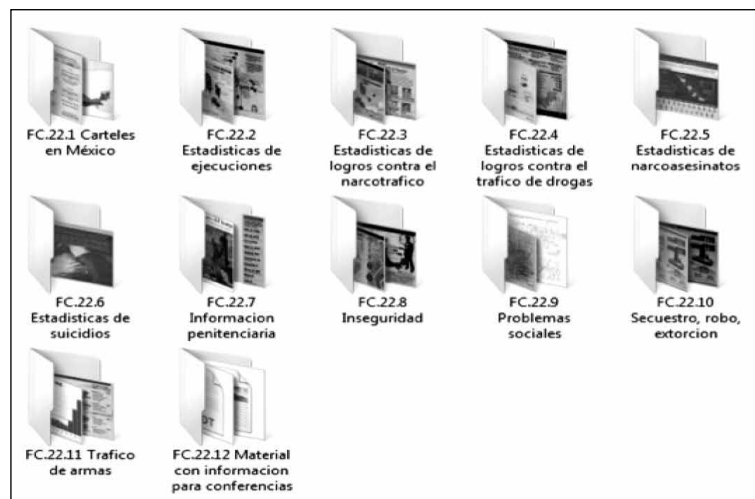 FC.22.1 Carteles
en México
FC.22.2
Estadisticas de
ejecuciones
FC.22.3
Estadisticas de
logros contra el
narcotrafico
FC.22.4
Estadisticas de
logros contra el
trafico de drogas
FC.22.5
Estadisticas de
narcoasesinatos
FC.22.6
Estadisticas de
suicidios
FC.22.7
Informacion
penitenciaria
FC.22.8
Inseguridad
FC.22.9
Problemas
sociales
FC.22.10
Secuestro, robo,
extorcion
FC.22.11 Trafico
de armas
FC.22.12 Material
con informacion
para conferencias